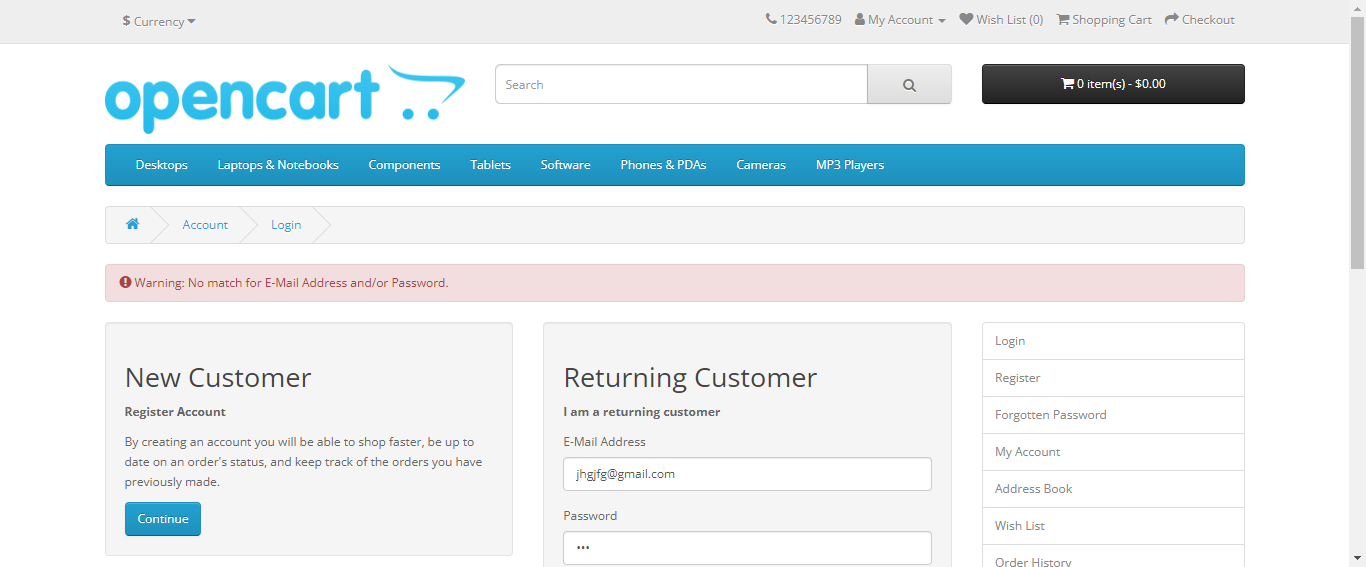 $ Currency
123456789 My Account Wish List (0) Shopping Cart Checkout
opencart
Search
0 item(s) - $0.00
Desktops Laptops & Notebooks Components Tablets Software Phones & PDAs Cameras MP3 Players
Account Login
Warning: No match for E-Mail Address and/or Password.
New Customer
Register Account
By creating an account you will be able to shop faster, be up to
date on an order's status, and keep track of the orders you have
previously made.
Continue
Returning Customer
I am a returning customer
E-Mail Address
jhgjfg@gmail.com
Password
•••
Login
Register
Forgotten Password
My Account
Address Book
Wish List
Order History